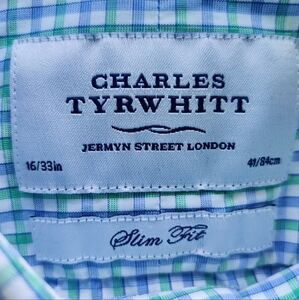 CHARLES
TYRWHITT
JERMYN STREET LONDON
16/33in 41/84cm
Slim Fit